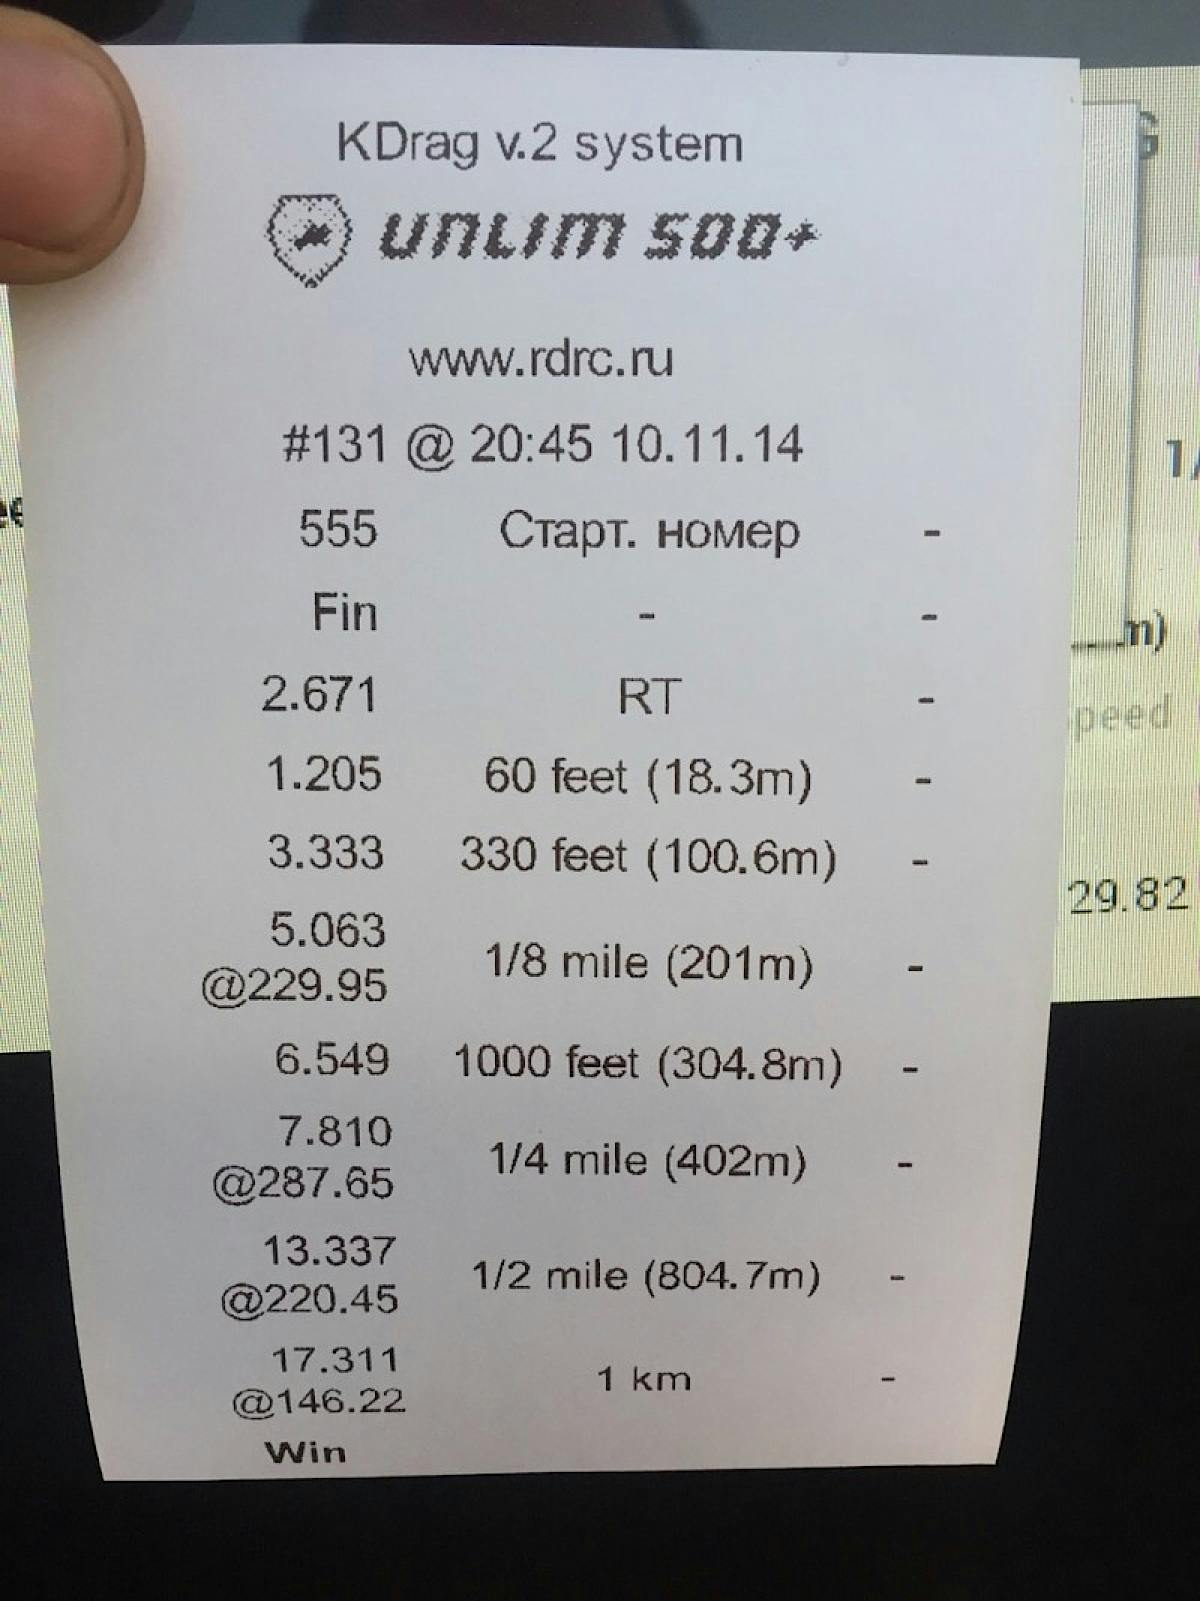 KDrag v.2 system
UNLIM 500+
www.rdrc.ru
#131 @ 20:45 10.11.14
555 Старт. номер -
Fin - -
2.671 RT -
1.205 60 feet (18.3m) -
3.333 330 feet (100.6m) -
5.063
@229.95 1/8 mile (201m) -
6.549 1000 feet (304.8m) -
7.810
@287.65 1/4 mile (402m) -
13.337
@220.45 1/2 mile (804.7m) -
17.311
@146.22 1 km -
Win
29.82